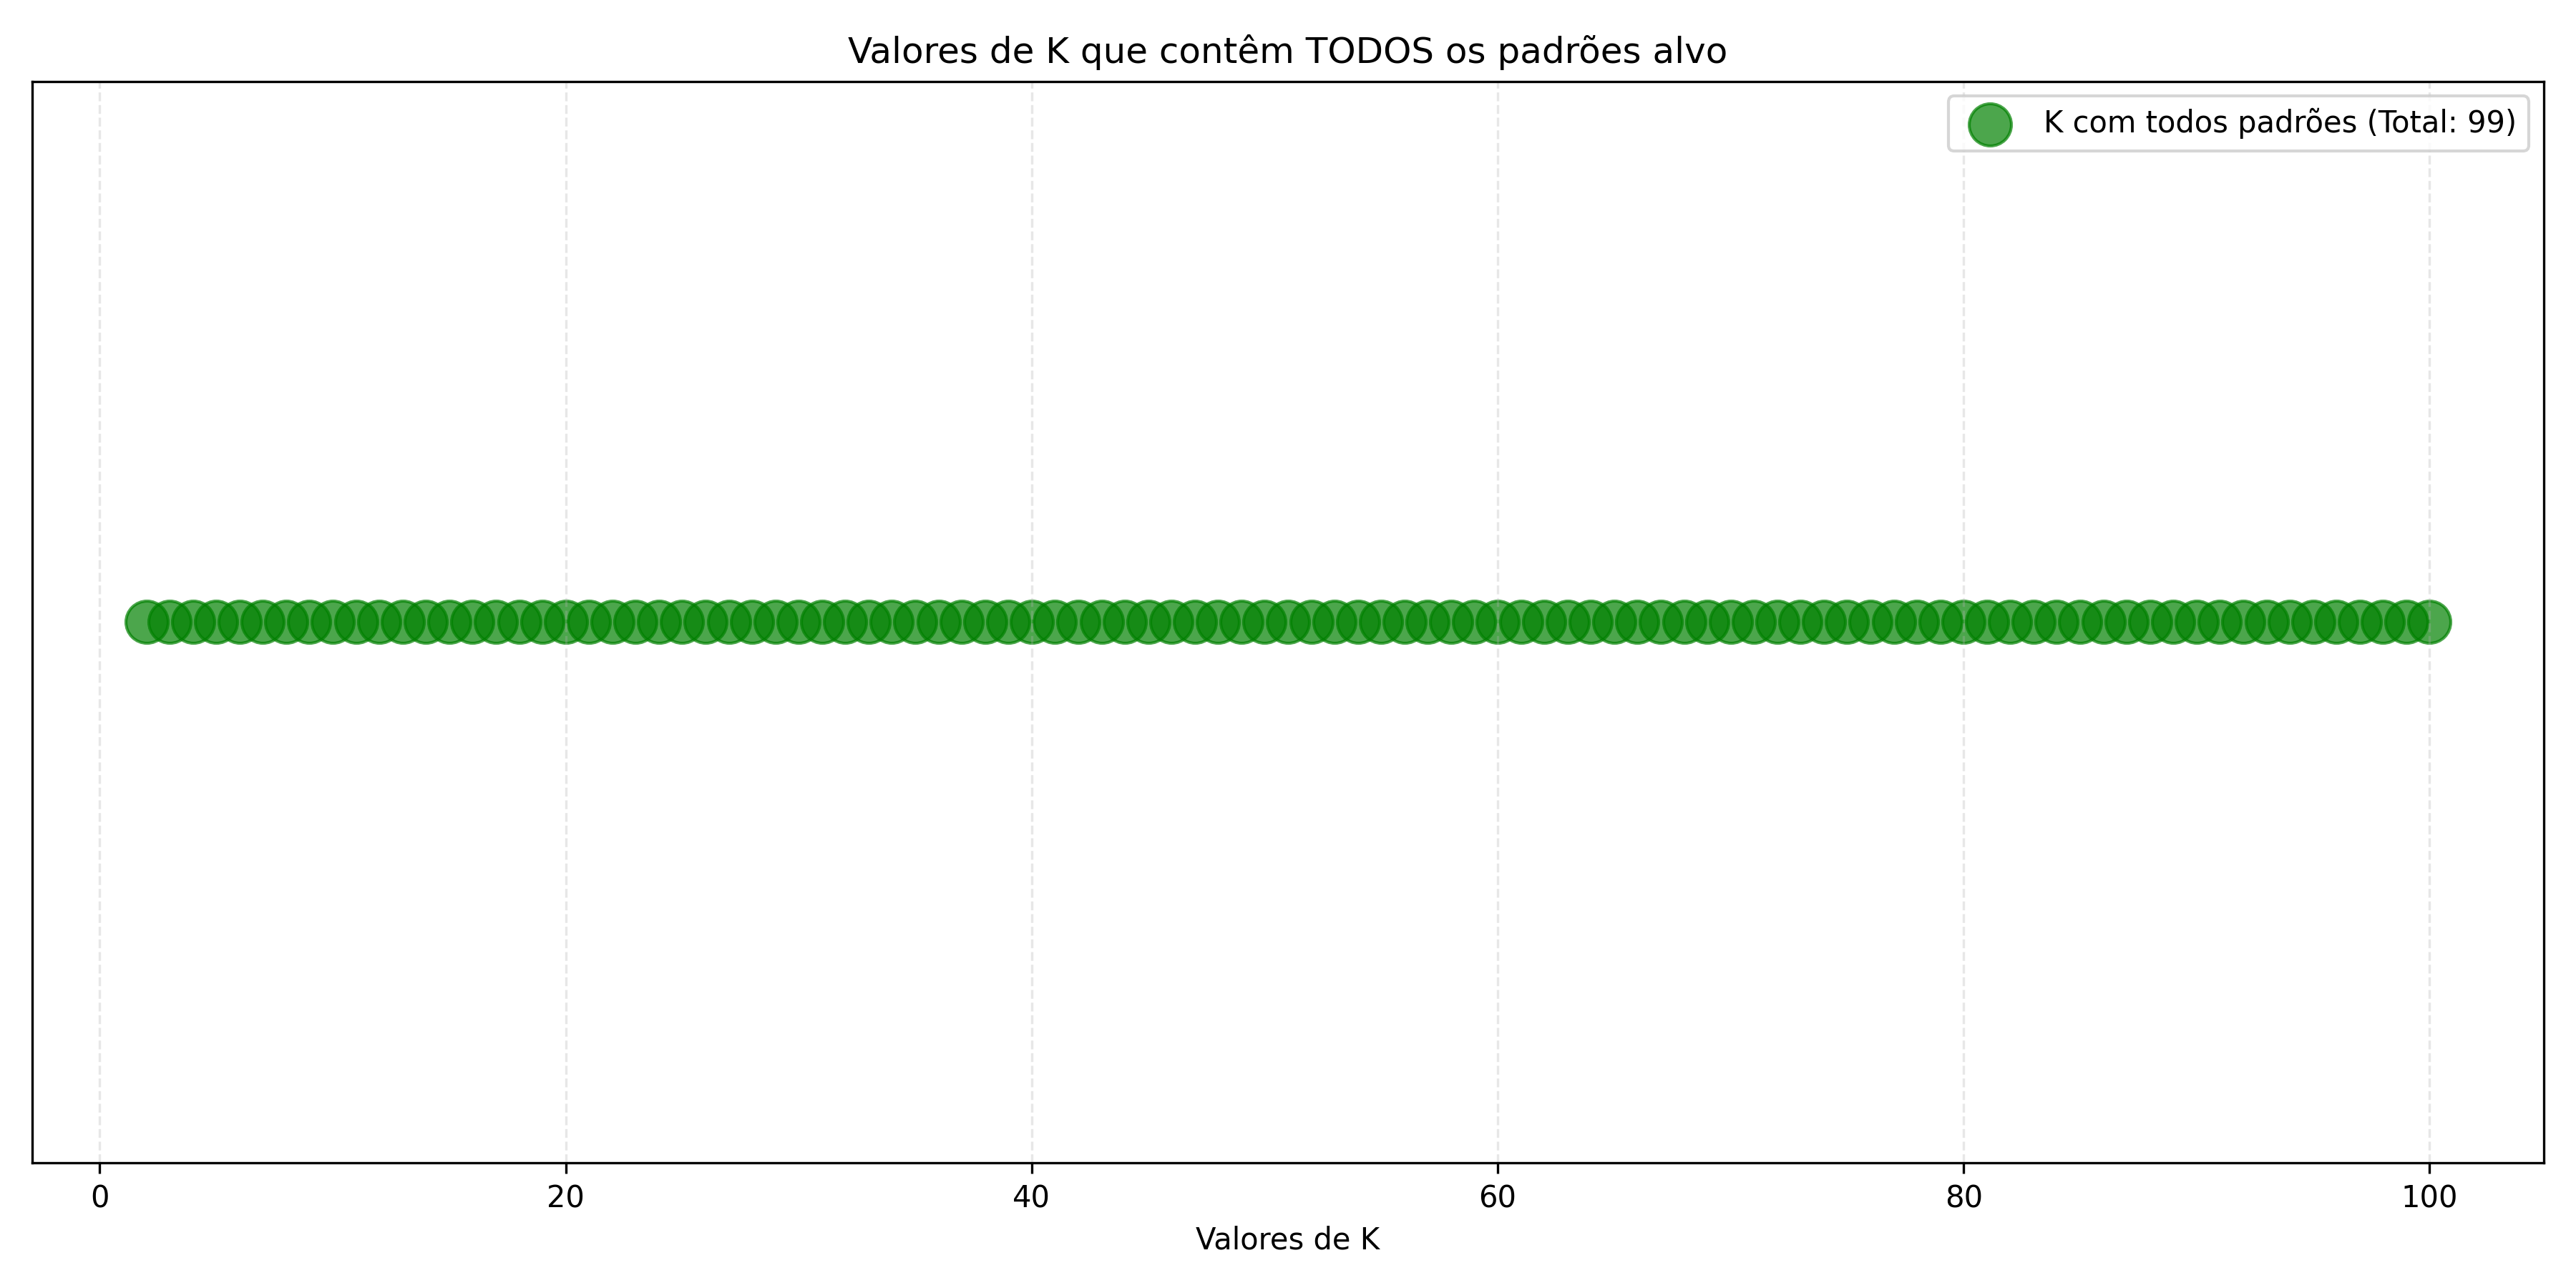 Valores de K que contêm TODOS os padrões alvo
K com todos padrões (Total: 99)
0 20 40 60 80 100
Valores de K